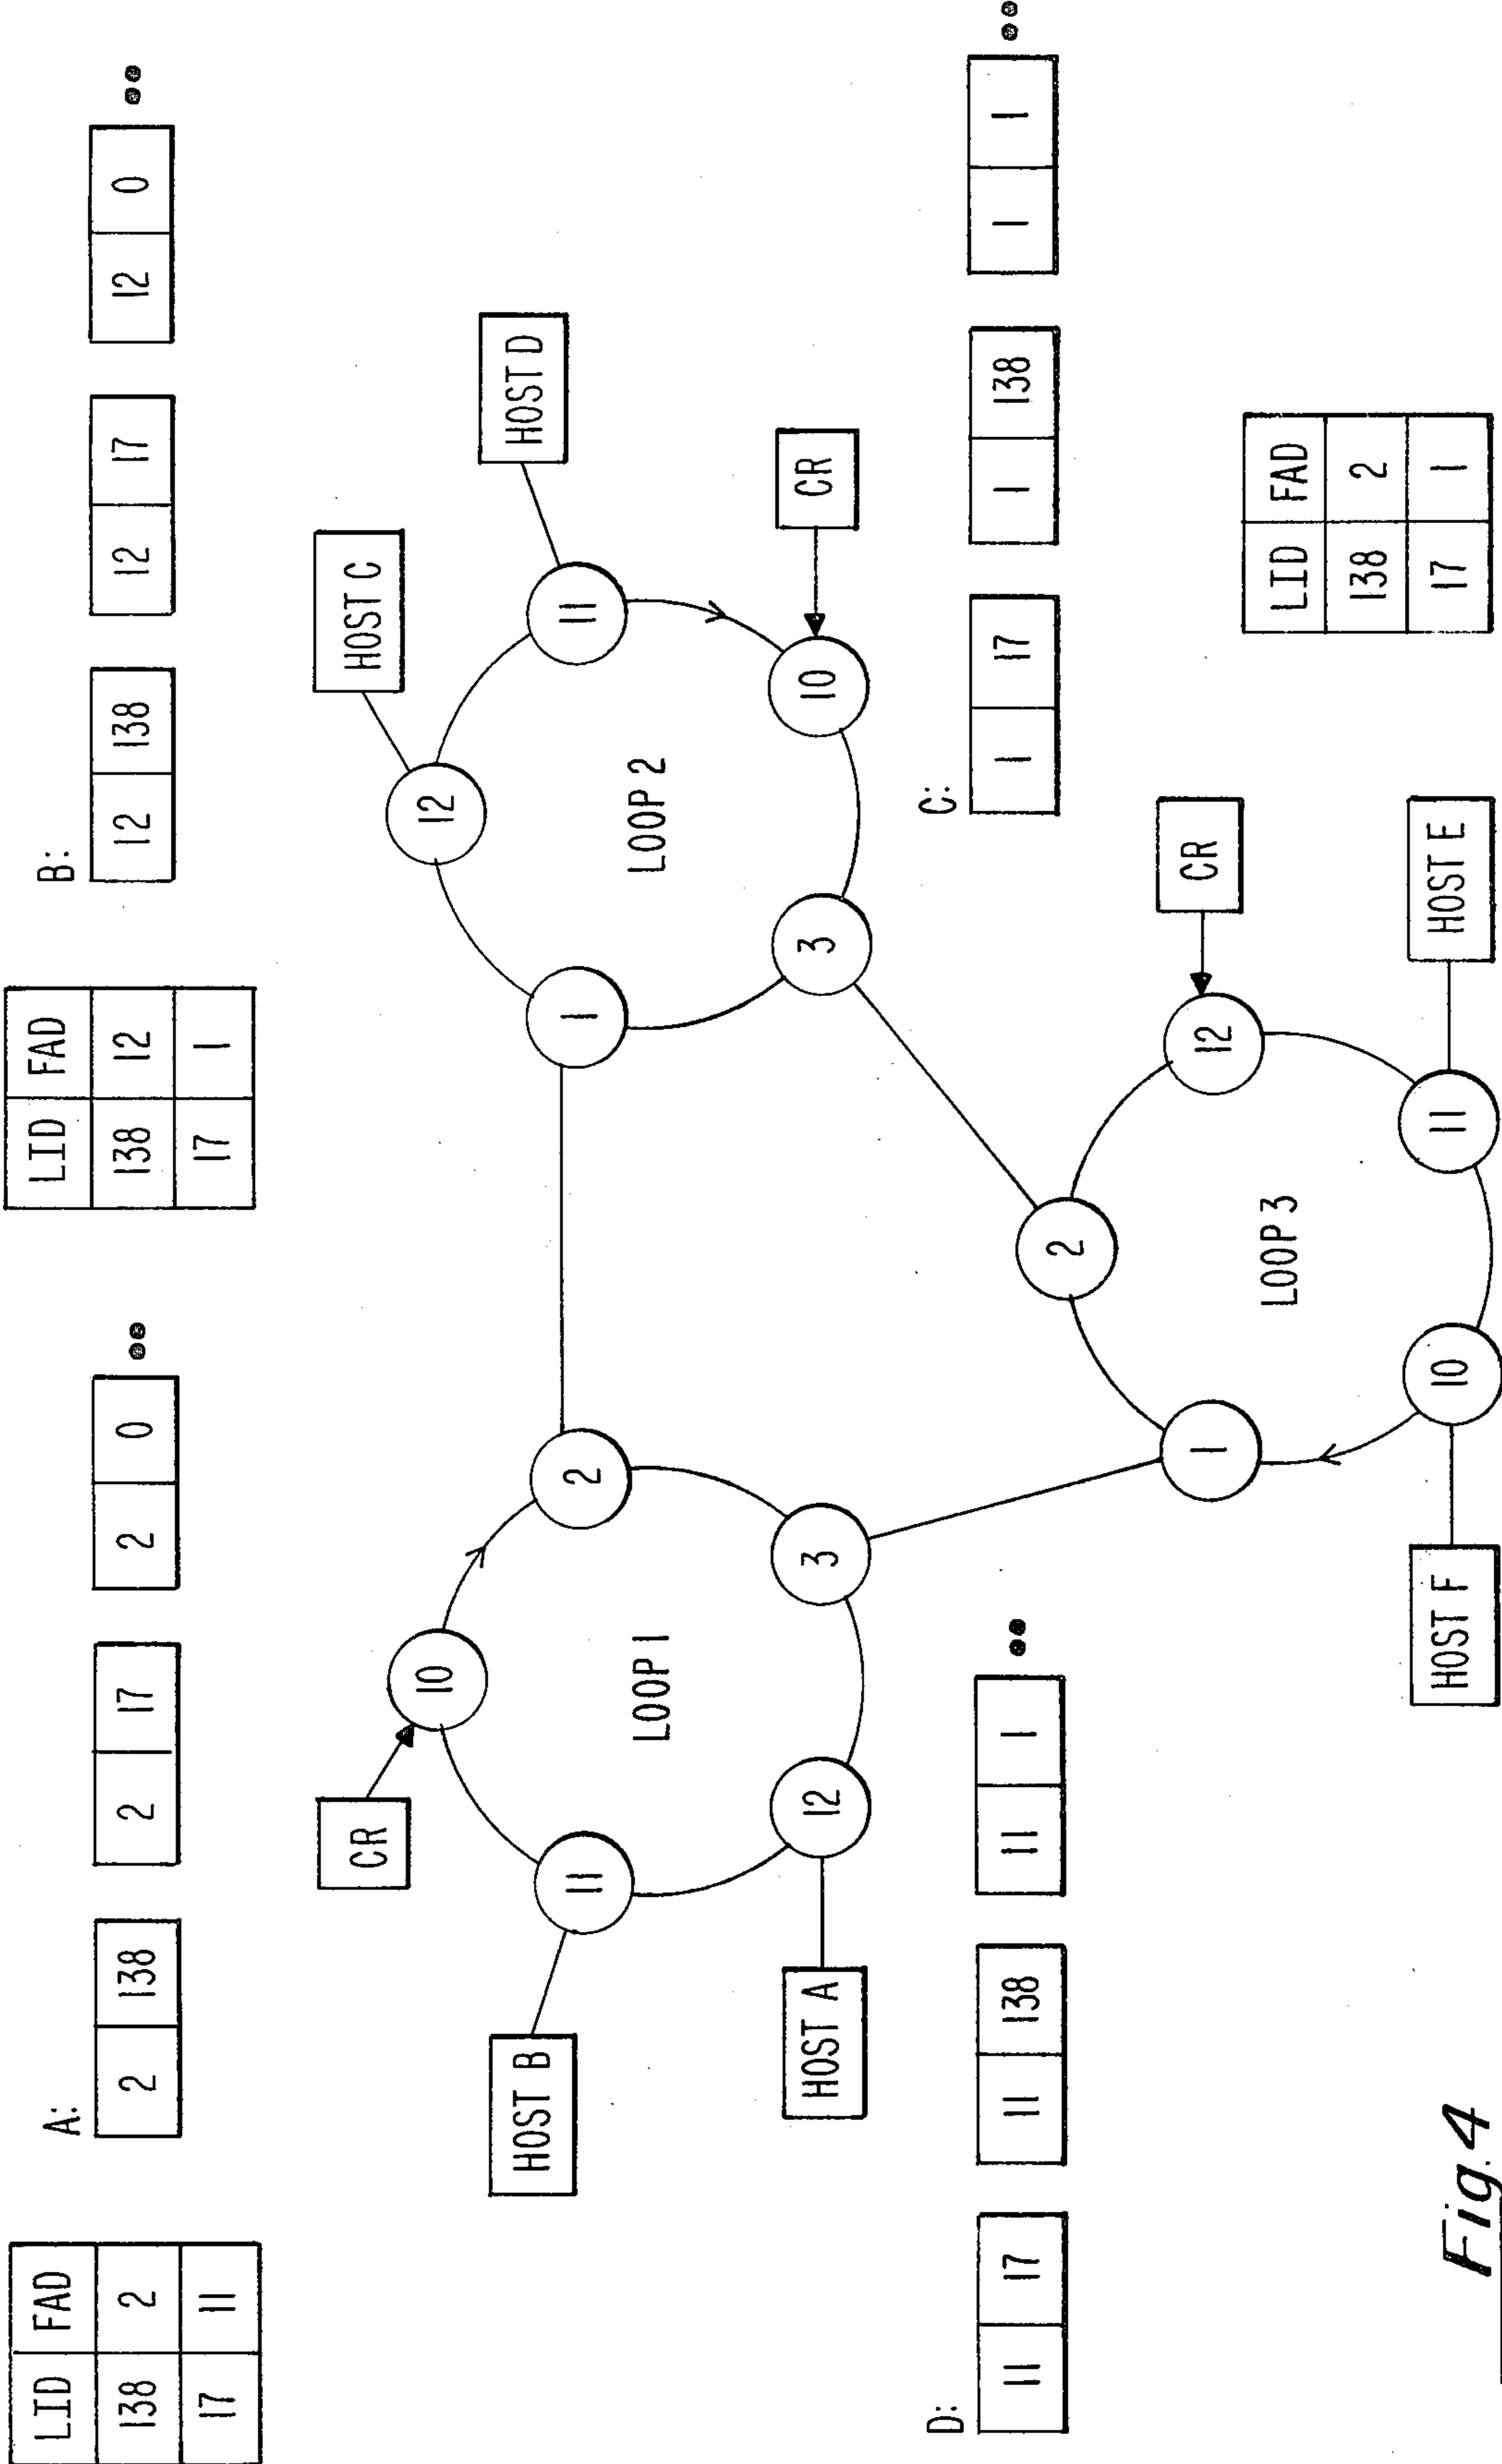 LID FAD
138 2
17 11
A:
2 138 2 17 2 0 ••
LID FAD
138 12
17 1
B:
12 138 12 17 12 0 ••
CR
10
HOST B
11
2
LOOP 1
HOST A
12
3
HOST C
12
HOST D
1
11
LOOP 2
CR
3
10
D:
11 17 11 138 11 1 ••
C:
1 17 1 138 1 1 ••
2
CR
1
12
LOOP 3
HOST F
10
11
HOST E
LID FAD
138 2
17 1
Fig. 4